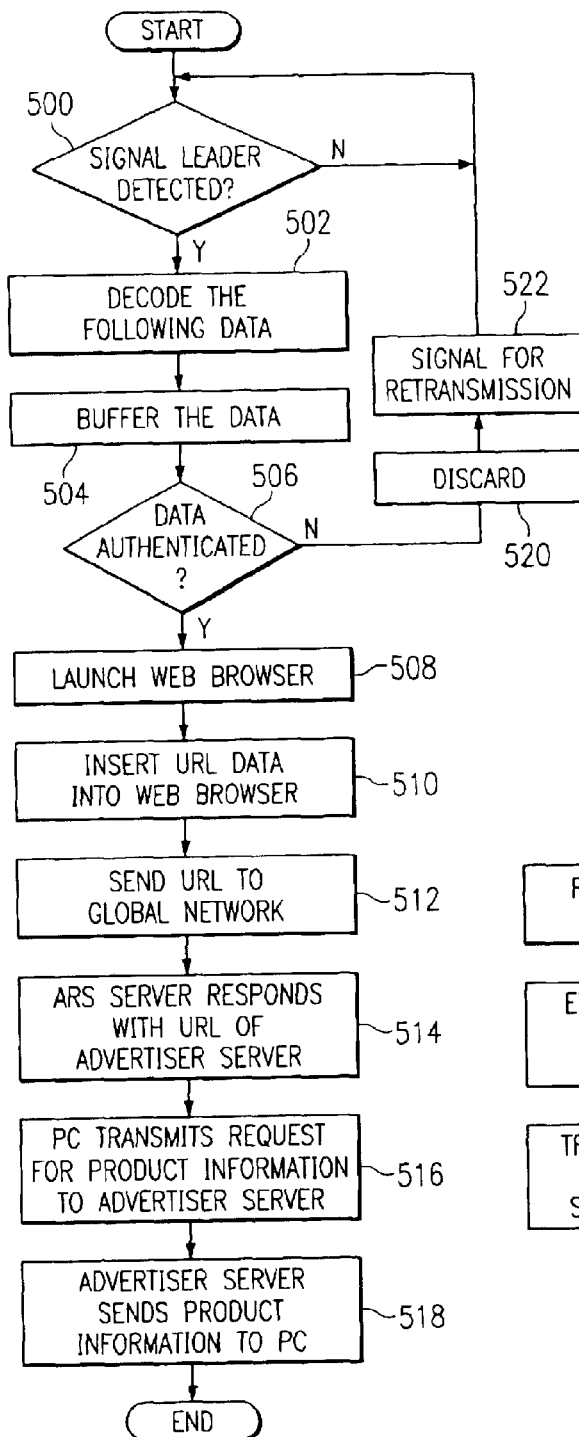 START
500
SIGNAL LEADER
DETECTED?
N
Y
502
DECODE THE
FOLLOWING DATA
522
SIGNAL FOR
RETRANSMISSION
BUFFER THE DATA
504
506
DISCARD
520
DATA
AUTHENTICATED
?
N
Y
LAUNCH WEB BROWSER
508
INSERT URL DATA
INTO WEB BROWSER
510
SEND URL TO
GLOBAL NETWORK
512
ARS SERVER RESPONDS
WITH URL OF
ADVERTISER SERVER
514
PC TRANSMITS REQUEST
FOR PRODUCT INFORMATION
TO ADVERTISER SERVER
516
ADVERTISER SERVER
SENDS PRODUCT
INFORMATION TO PC
518
END